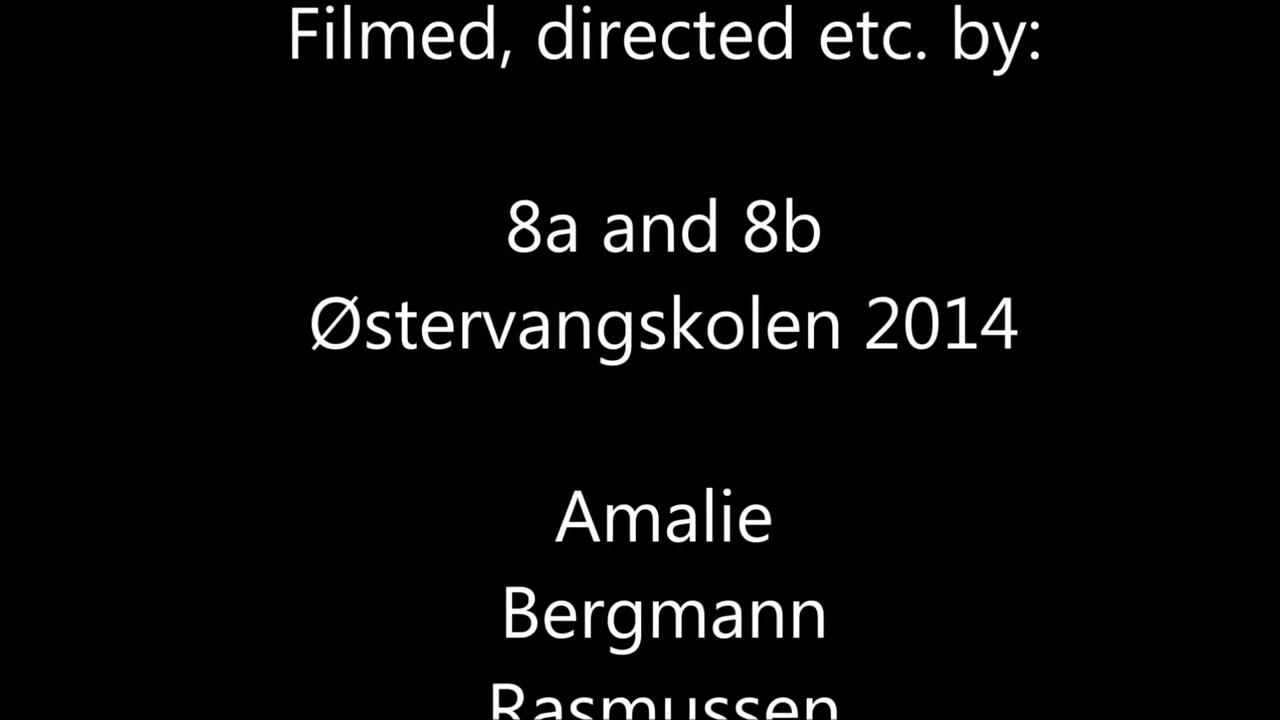 Filmed, directed etc. by:
8a and 8b
Østervangskolen 2014
Amalie
Bergmann
Rasmussen